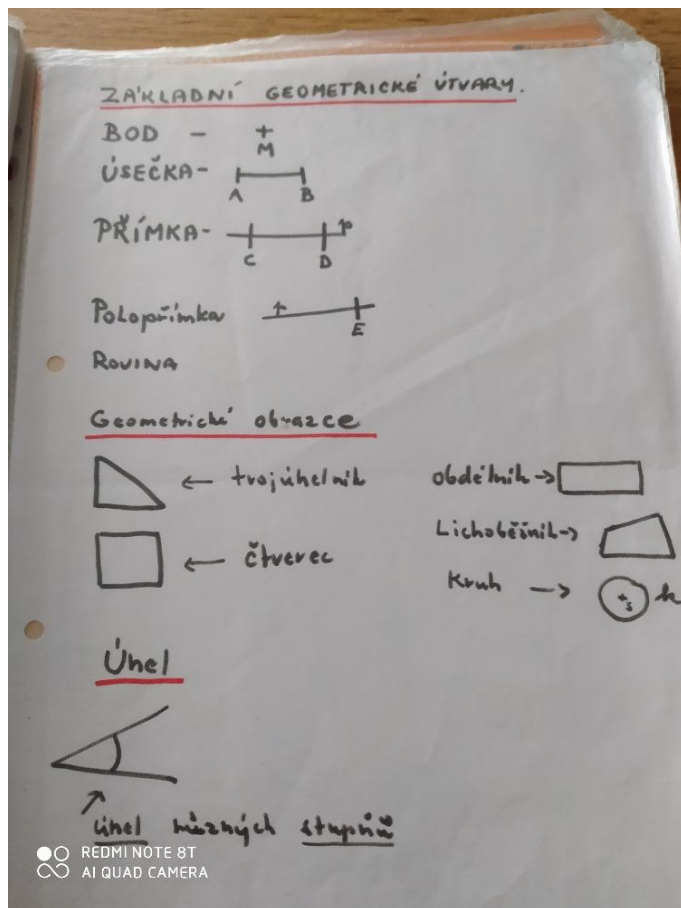 ZÁKLADNÍ GEOMETRICKÉ ÚTVARY.
BOD - +
M
ÚSEČKA-
A B
PŘÍMKA- p
C D
Polopřímka
E
ROVINA
Geometrické obrazce
← trojúhelník
obdélník →
Lichoběžník →
← čtverec
Kruh → +s k
Úhel
úhel různých stupňů
REDMI NOTE 8T
AI QUAD CAMERA